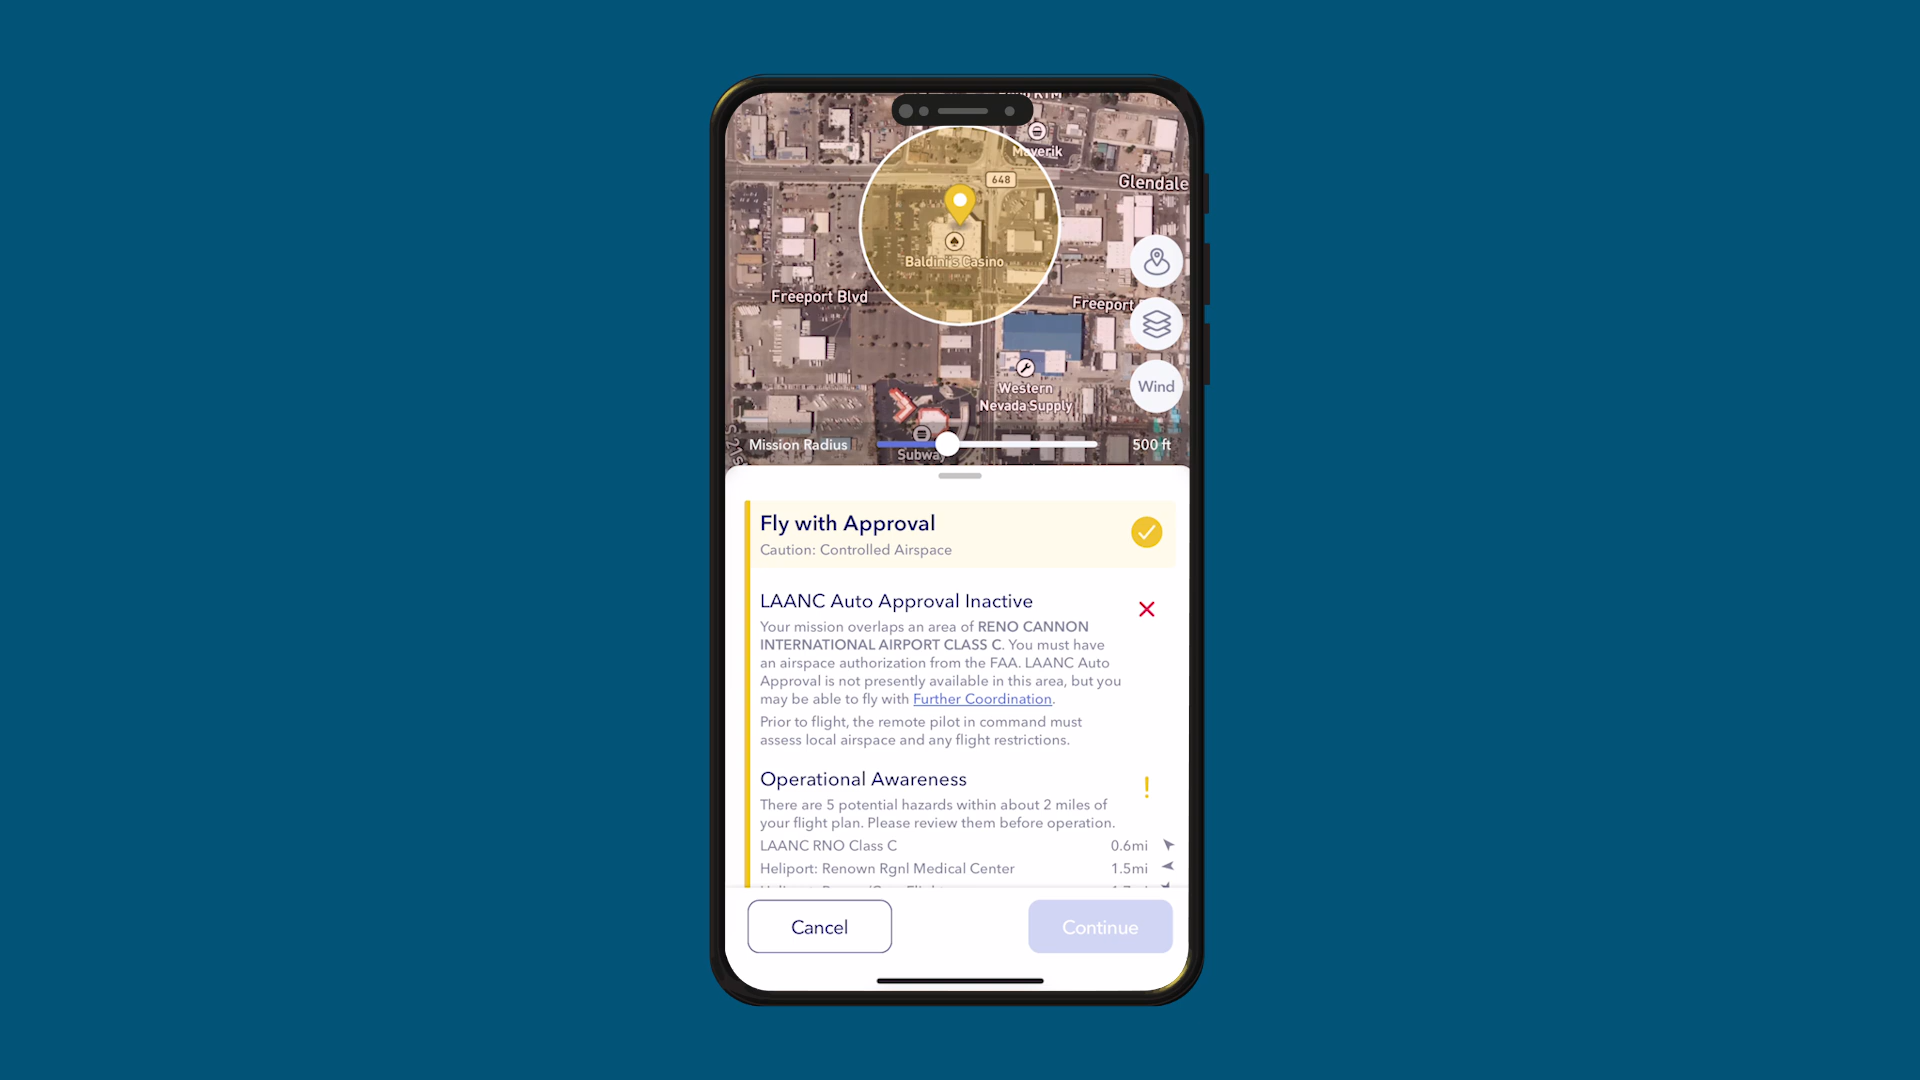 Maverik
648
Glendale
Baldini's Casino
Freeport Blvd
Freeport
Wind
Western
Nevada Supply
Mission Radius
500 ft
Subway
Fly with Approval
Caution: Controlled Airspace
LAANC Auto Approval Inactive
Your mission overlaps an area of RENO CANNON
INTERNATIONAL AIRPORT CLASS C. You must have
an airspace authorization from the FAA. LAANC Auto
Approval is not presently available in this area, but you
may be able to fly with Further Coordination.
Prior to flight, the remote pilot in command must
assess local airspace and any flight restrictions.
Operational Awareness
There are 5 potential hazards within about 2 miles of
your flight plan. Please review them before operation.
LAANC RNO Class C 0.6mi
Heliport: Renown Rgnl Medical Center 1.5mi
Cancel
Continue